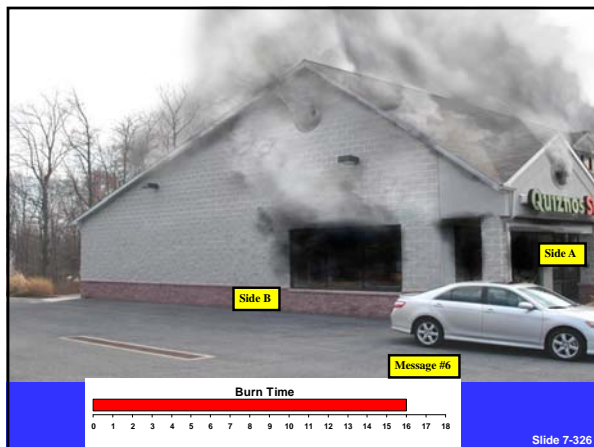 Quiznos S
Side A
Side B
Message #6
Burn Time
0 1 2 3 4 5 6 7 8 9 10 11 12 13 14 15 16 17 18
Slide 7-326